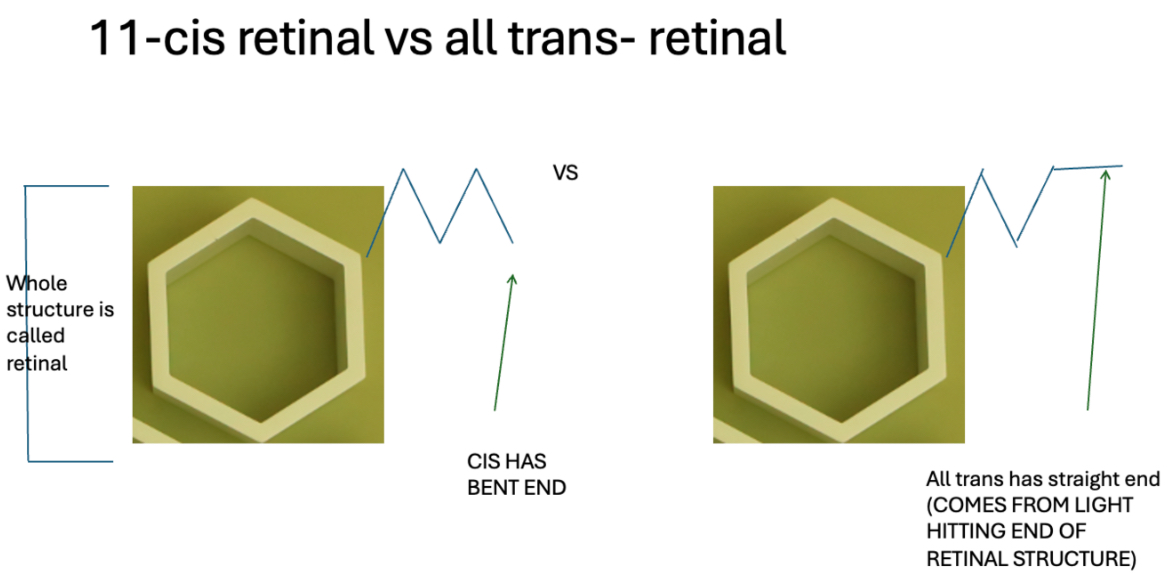 11-cis retinal vs all trans- retinal
VS
Whole
structure is
called
retinal
CIS HAS
BENT END
All trans has straight end
(COMES FROM LIGHT
HITTING END OF
RETINAL STRUCTURE)